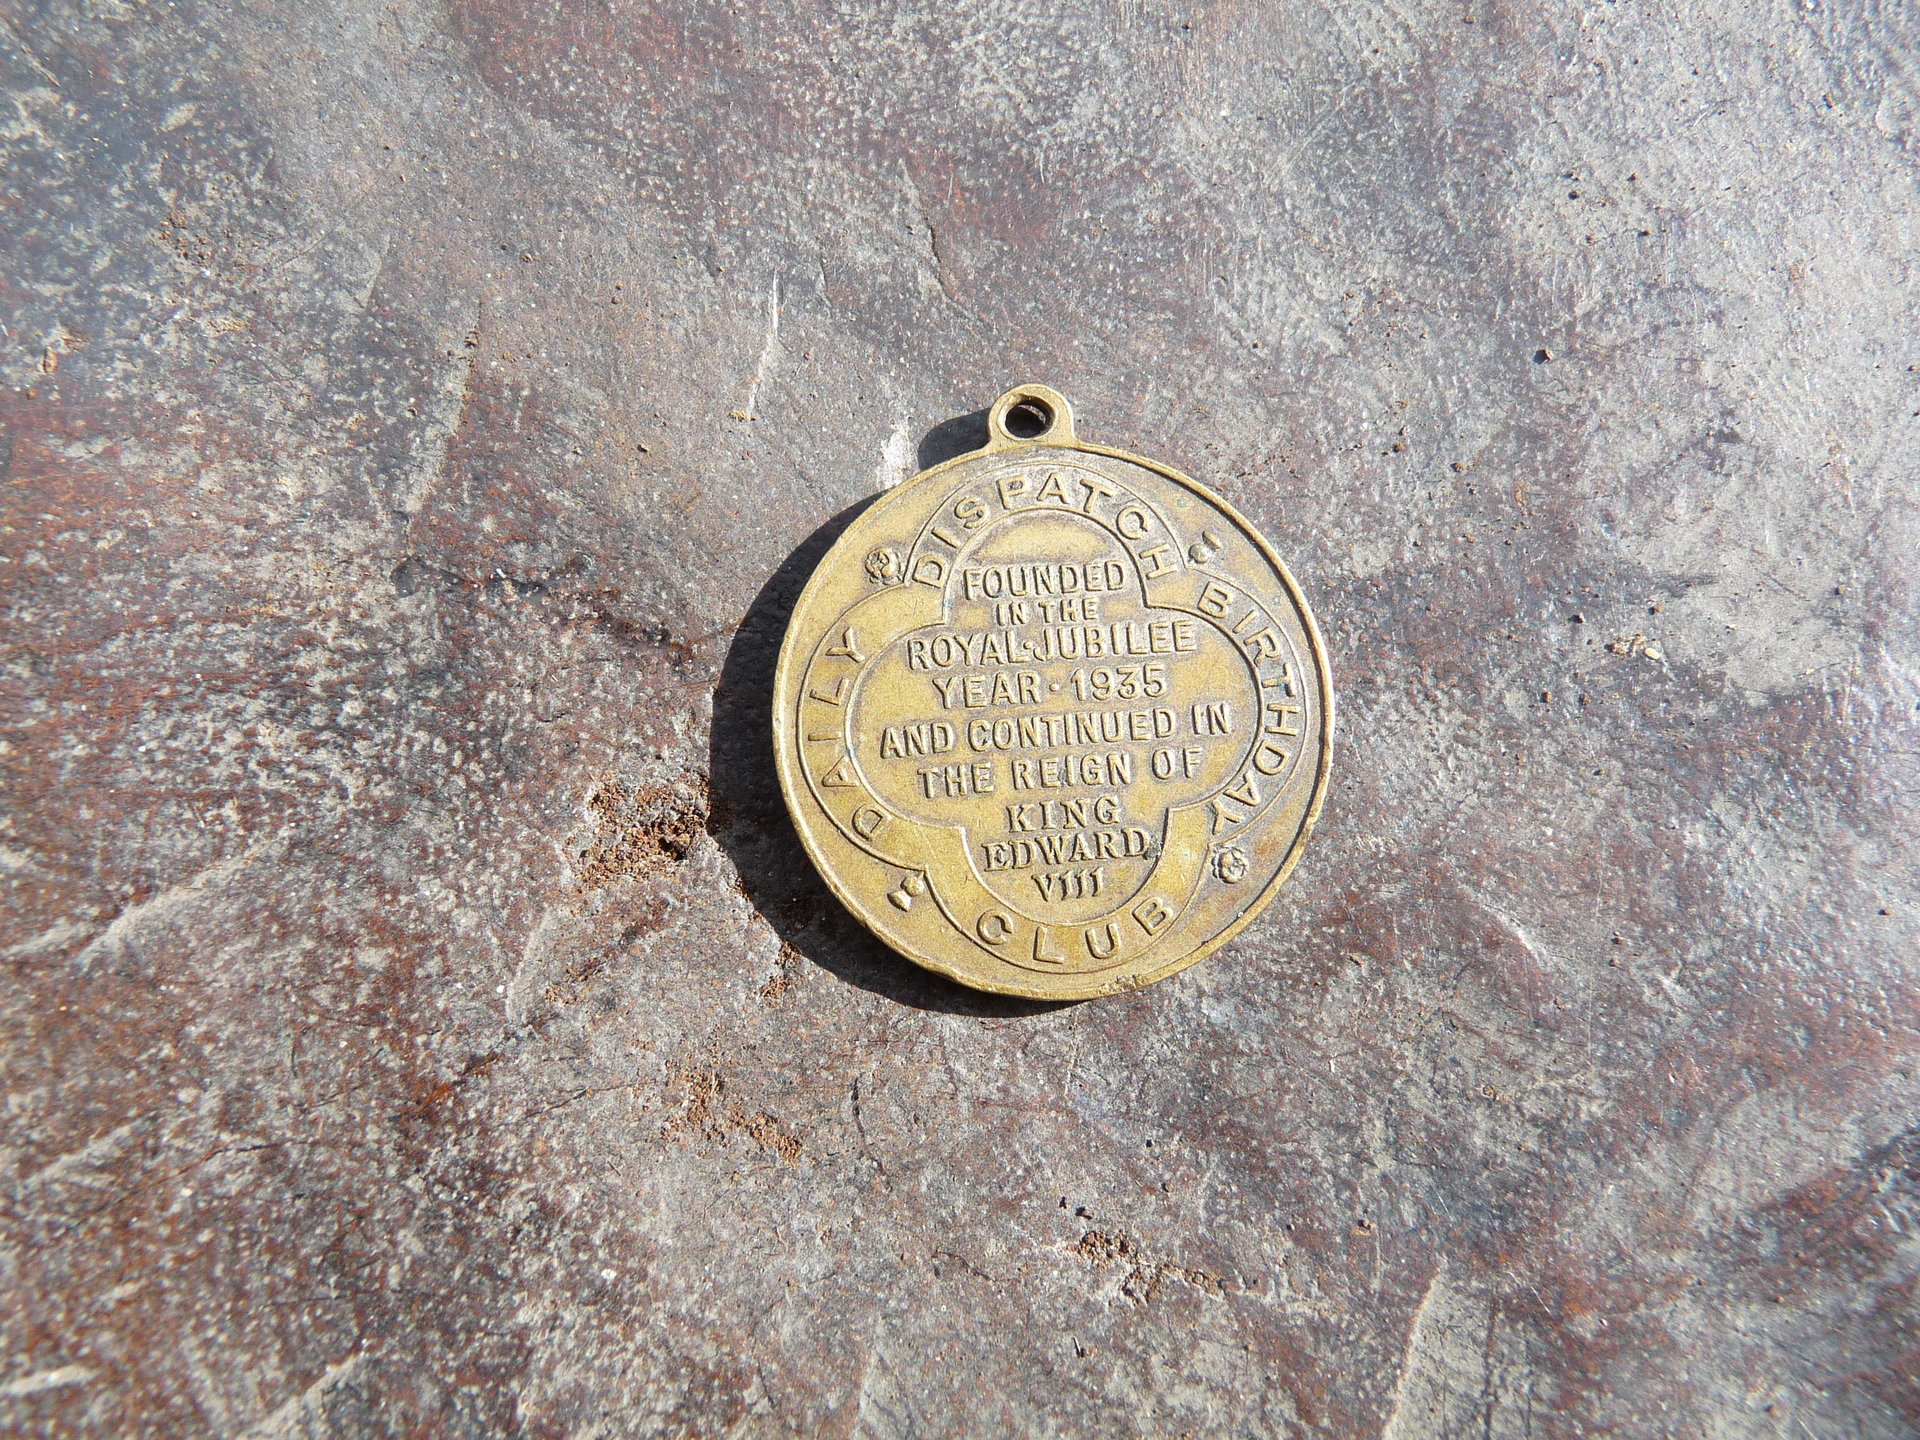 DAILY DISPATCH BIRTHDAY CLUB
FOUNDED
IN THE
ROYAL·JUBILEE
YEAR·1935
AND CONTINUED IN
THE REIGN OF
KING
EDWARD
VIII